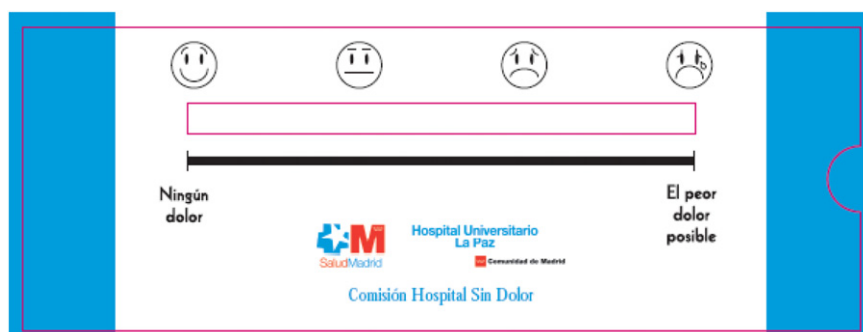 Ningún
dolor
El peor
dolor
posible
M
SaludMadrid
Hospital Universitario
La Paz
Comunidad de Madrid
Comisión Hospital Sin Dolor